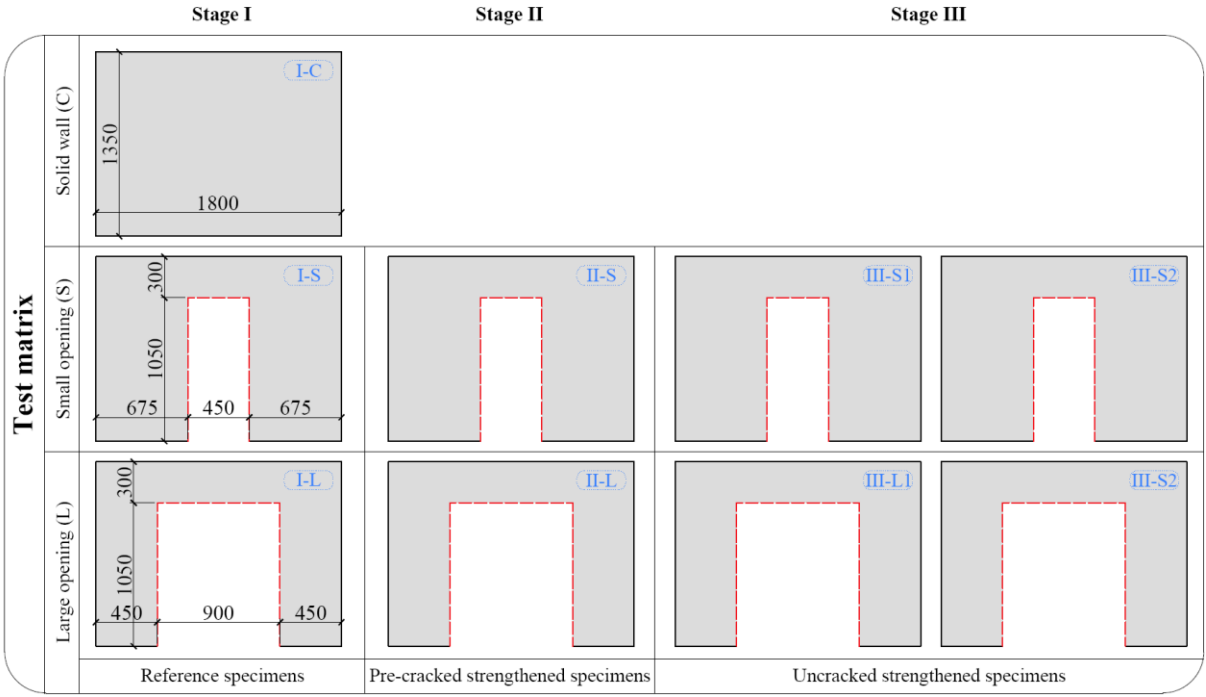 Stage I
Stage II
Stage III
Test matrix
Solid wall (C)
I-C
1350
1800
Small opening (S)
I-S
300
1050
675
450
675
II-S
III-S1
III-S2
Large opening (L)
I-L
300
1050
450
900
450
II-L
III-L1
III-S2
Reference specimens
Pre-cracked strengthened specimens
Uncracked strengthened specimens